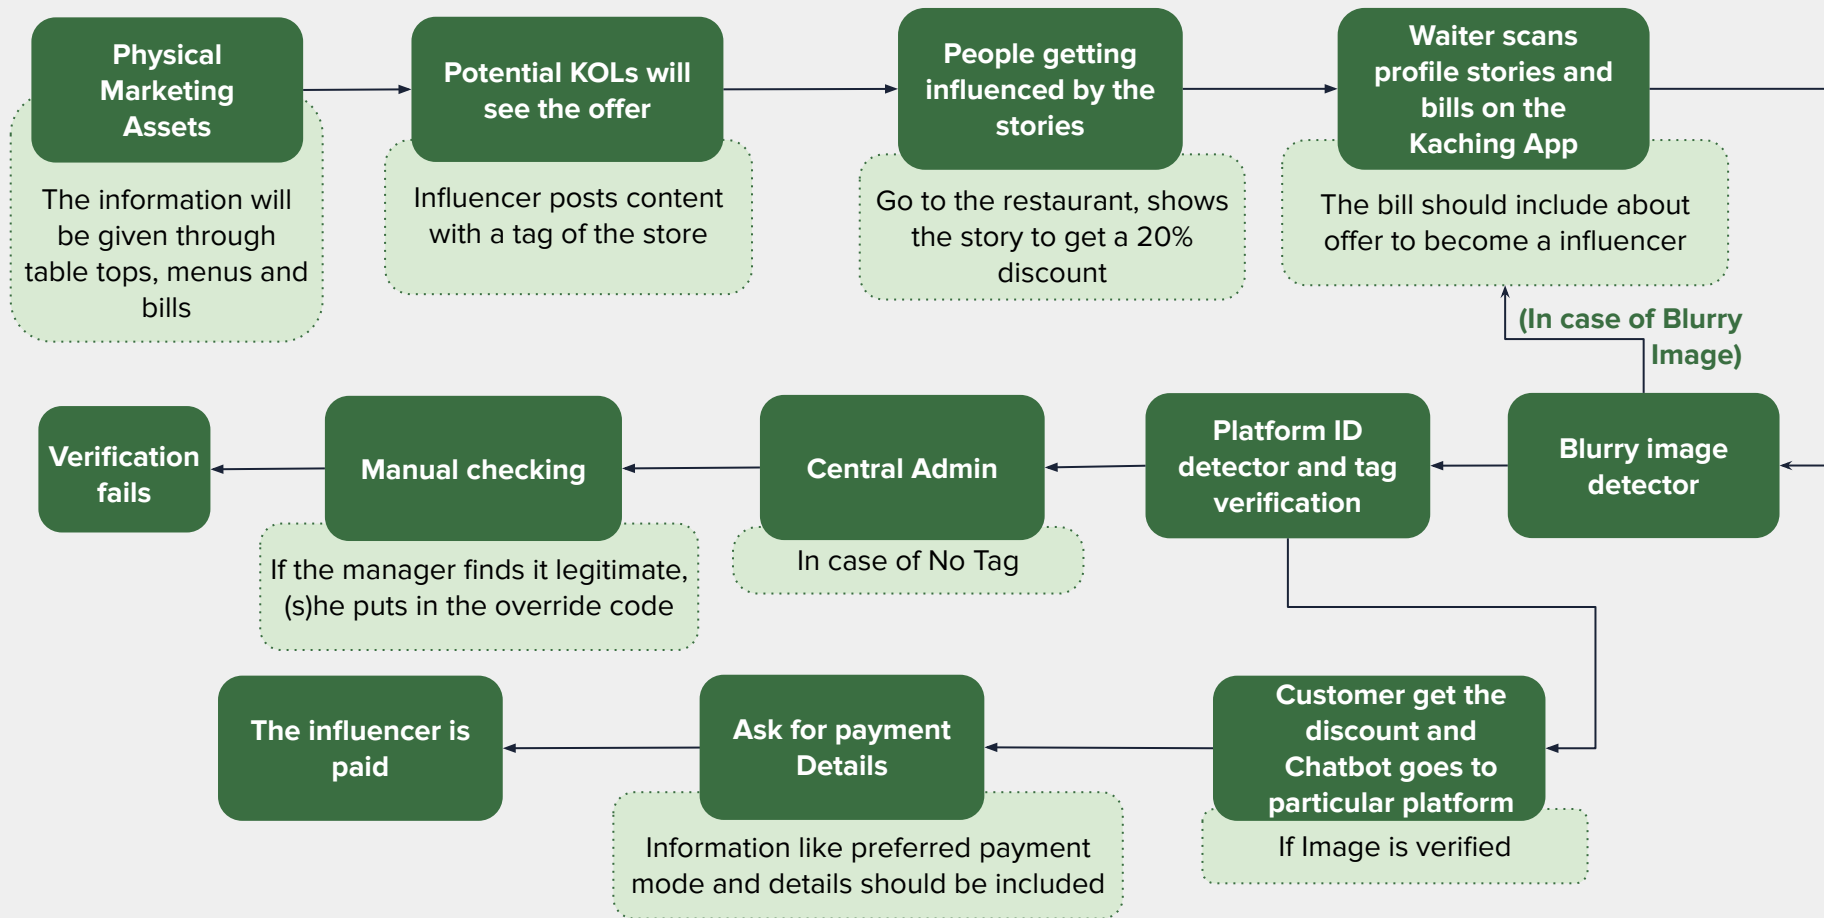 Physical
Marketing
Assets
The information will
be given through
table tops, menus and
bills
Potential KOLs will
see the offer
Influencer posts content
with a tag of the store
People getting
influenced by the
stories
Go to the restaurant, shows
the story to get a 20%
discount
Waiter scans
profile stories and
bills on the
Kaching App
The bill should include about
offer to become a influencer
(In case of Blurry
Image)
Blurry image
detector
Platform ID
detector and tag
verification
Central Admin
In case of No Tag
Manual checking
If the manager finds it legitimate,
(s)he puts in the override code
Verification
fails
Customer get the
discount and
Chatbot goes to
particular platform
If Image is verified
Ask for payment
Details
Information like preferred payment
mode and details should be included
The influencer is
paid